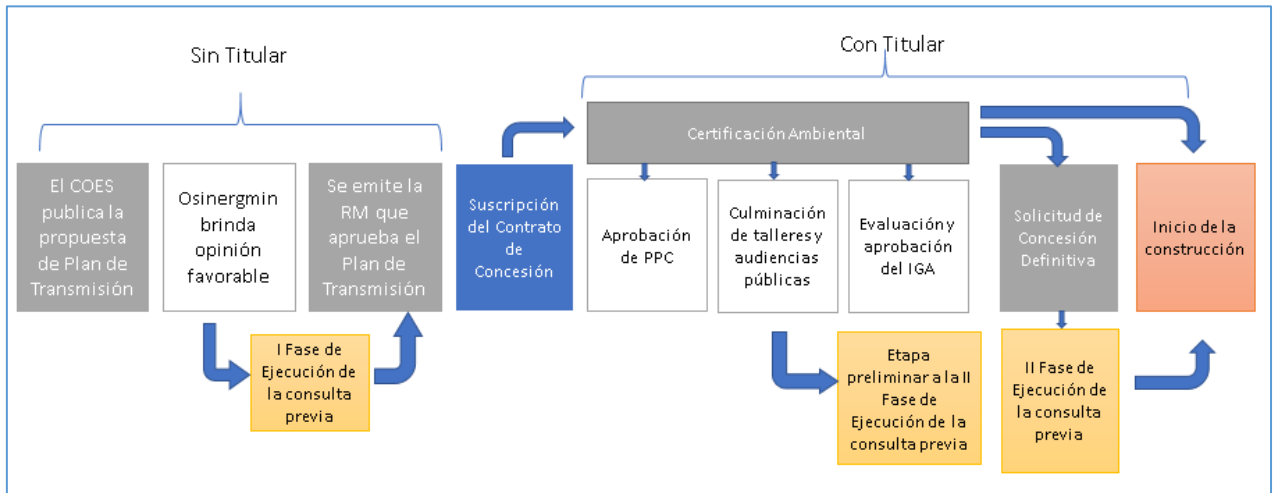 Sin Titular
Con Titular
El COES
publica la
propuesta
de Plan de
Transmisión
Osinergmin
brinda
opinión
favorable
Se emite la
RM que
aprueba el
Plan de
Transmisión
I Fase de
Ejecución de
la consulta
previa
Suscripción
del Contrato
de
Concesión
Certificación Ambiental
Aprobación
de PPC
Culminación
de talleres y
audiencias
públicas
Evaluación y
aprobación
del IGA
Etapa
preliminar a la II
Fase de
Ejecución de la
consulta previa
Solicitud de
Concesión
Definitiva
II Fase de
Ejecución de
la consulta
previa
Inicio de la
construcción